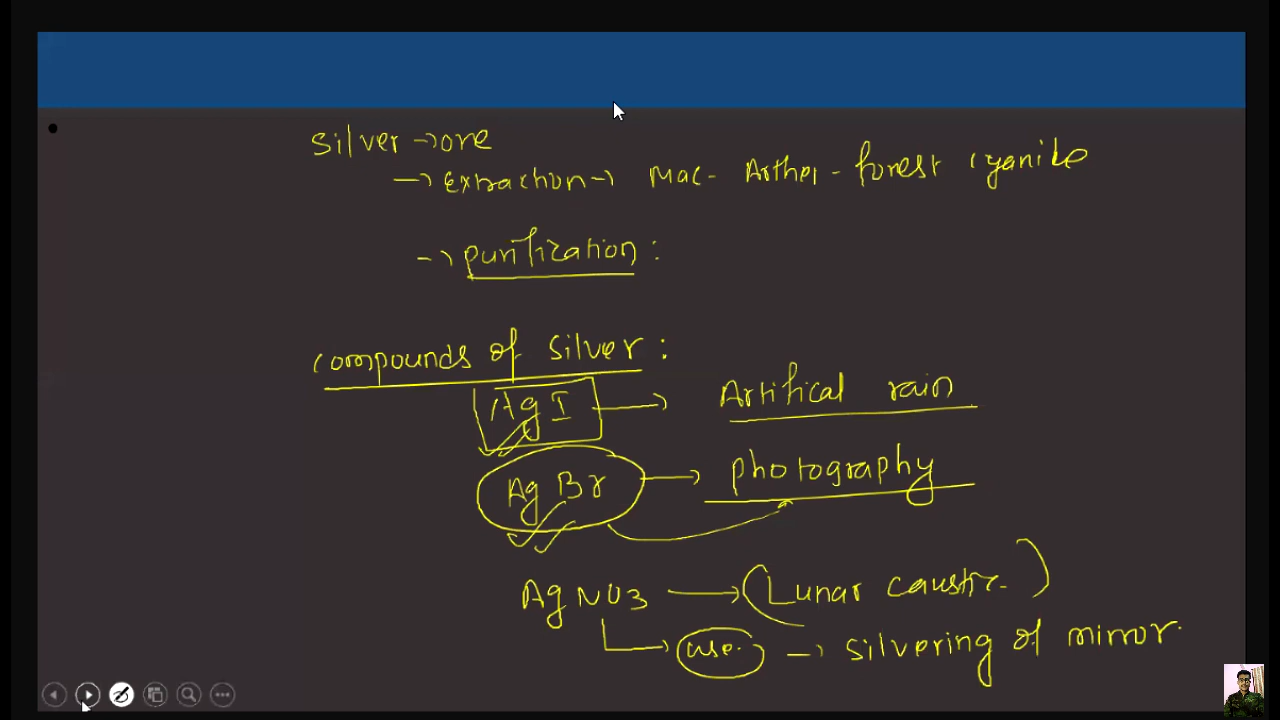 Silver → ore
→ Extraction → Mac- Arther - forest cyanide
→ purification :
compounds of silver :
AgI → Artifical rain
AgBr → photography
AgNO3 → (Lunar caustic)
use. → silvering of mirror.